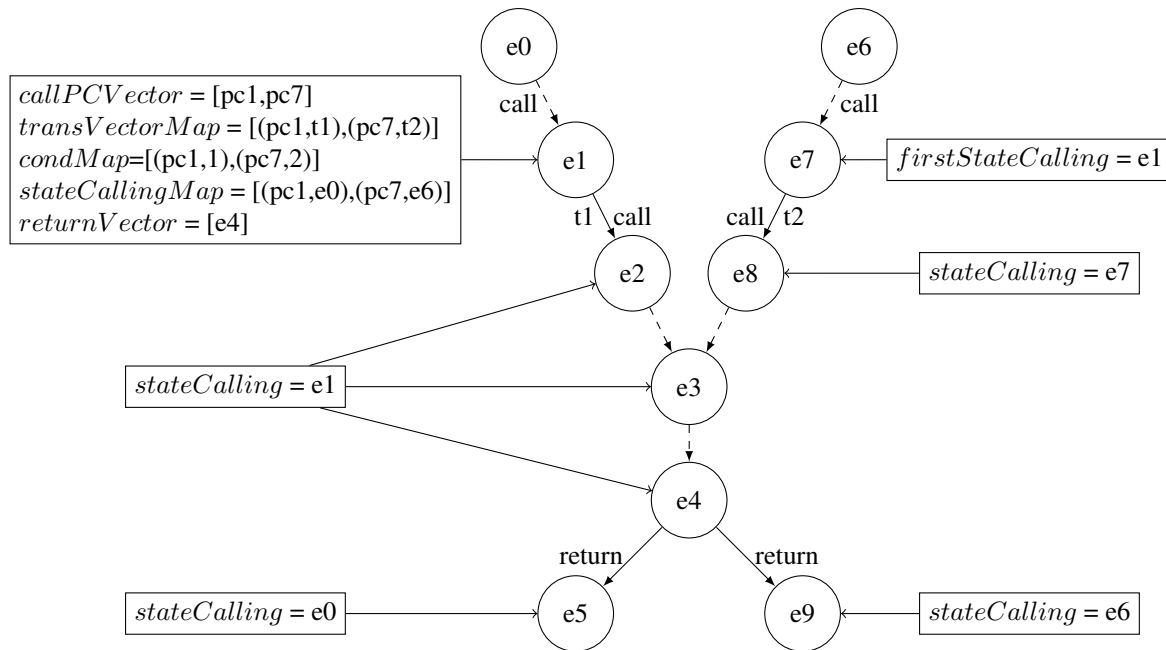 e0
e6
call
call
callPCVector = [pc1,pc7]
transVectorMap = [(pc1,t1),(pc7,t2)]
condMap=[(pc1,1),(pc7,2)]
stateCallingMap = [(pc1,e0),(pc7,e6)]
returnVector = [e4]
e1
e7
firstStateCalling = e1
t1
call
call
t2
e2
e8
stateCalling = e7
stateCalling = e1
e3
e4
return
return
stateCalling = e0
e5
e9
stateCalling = e6